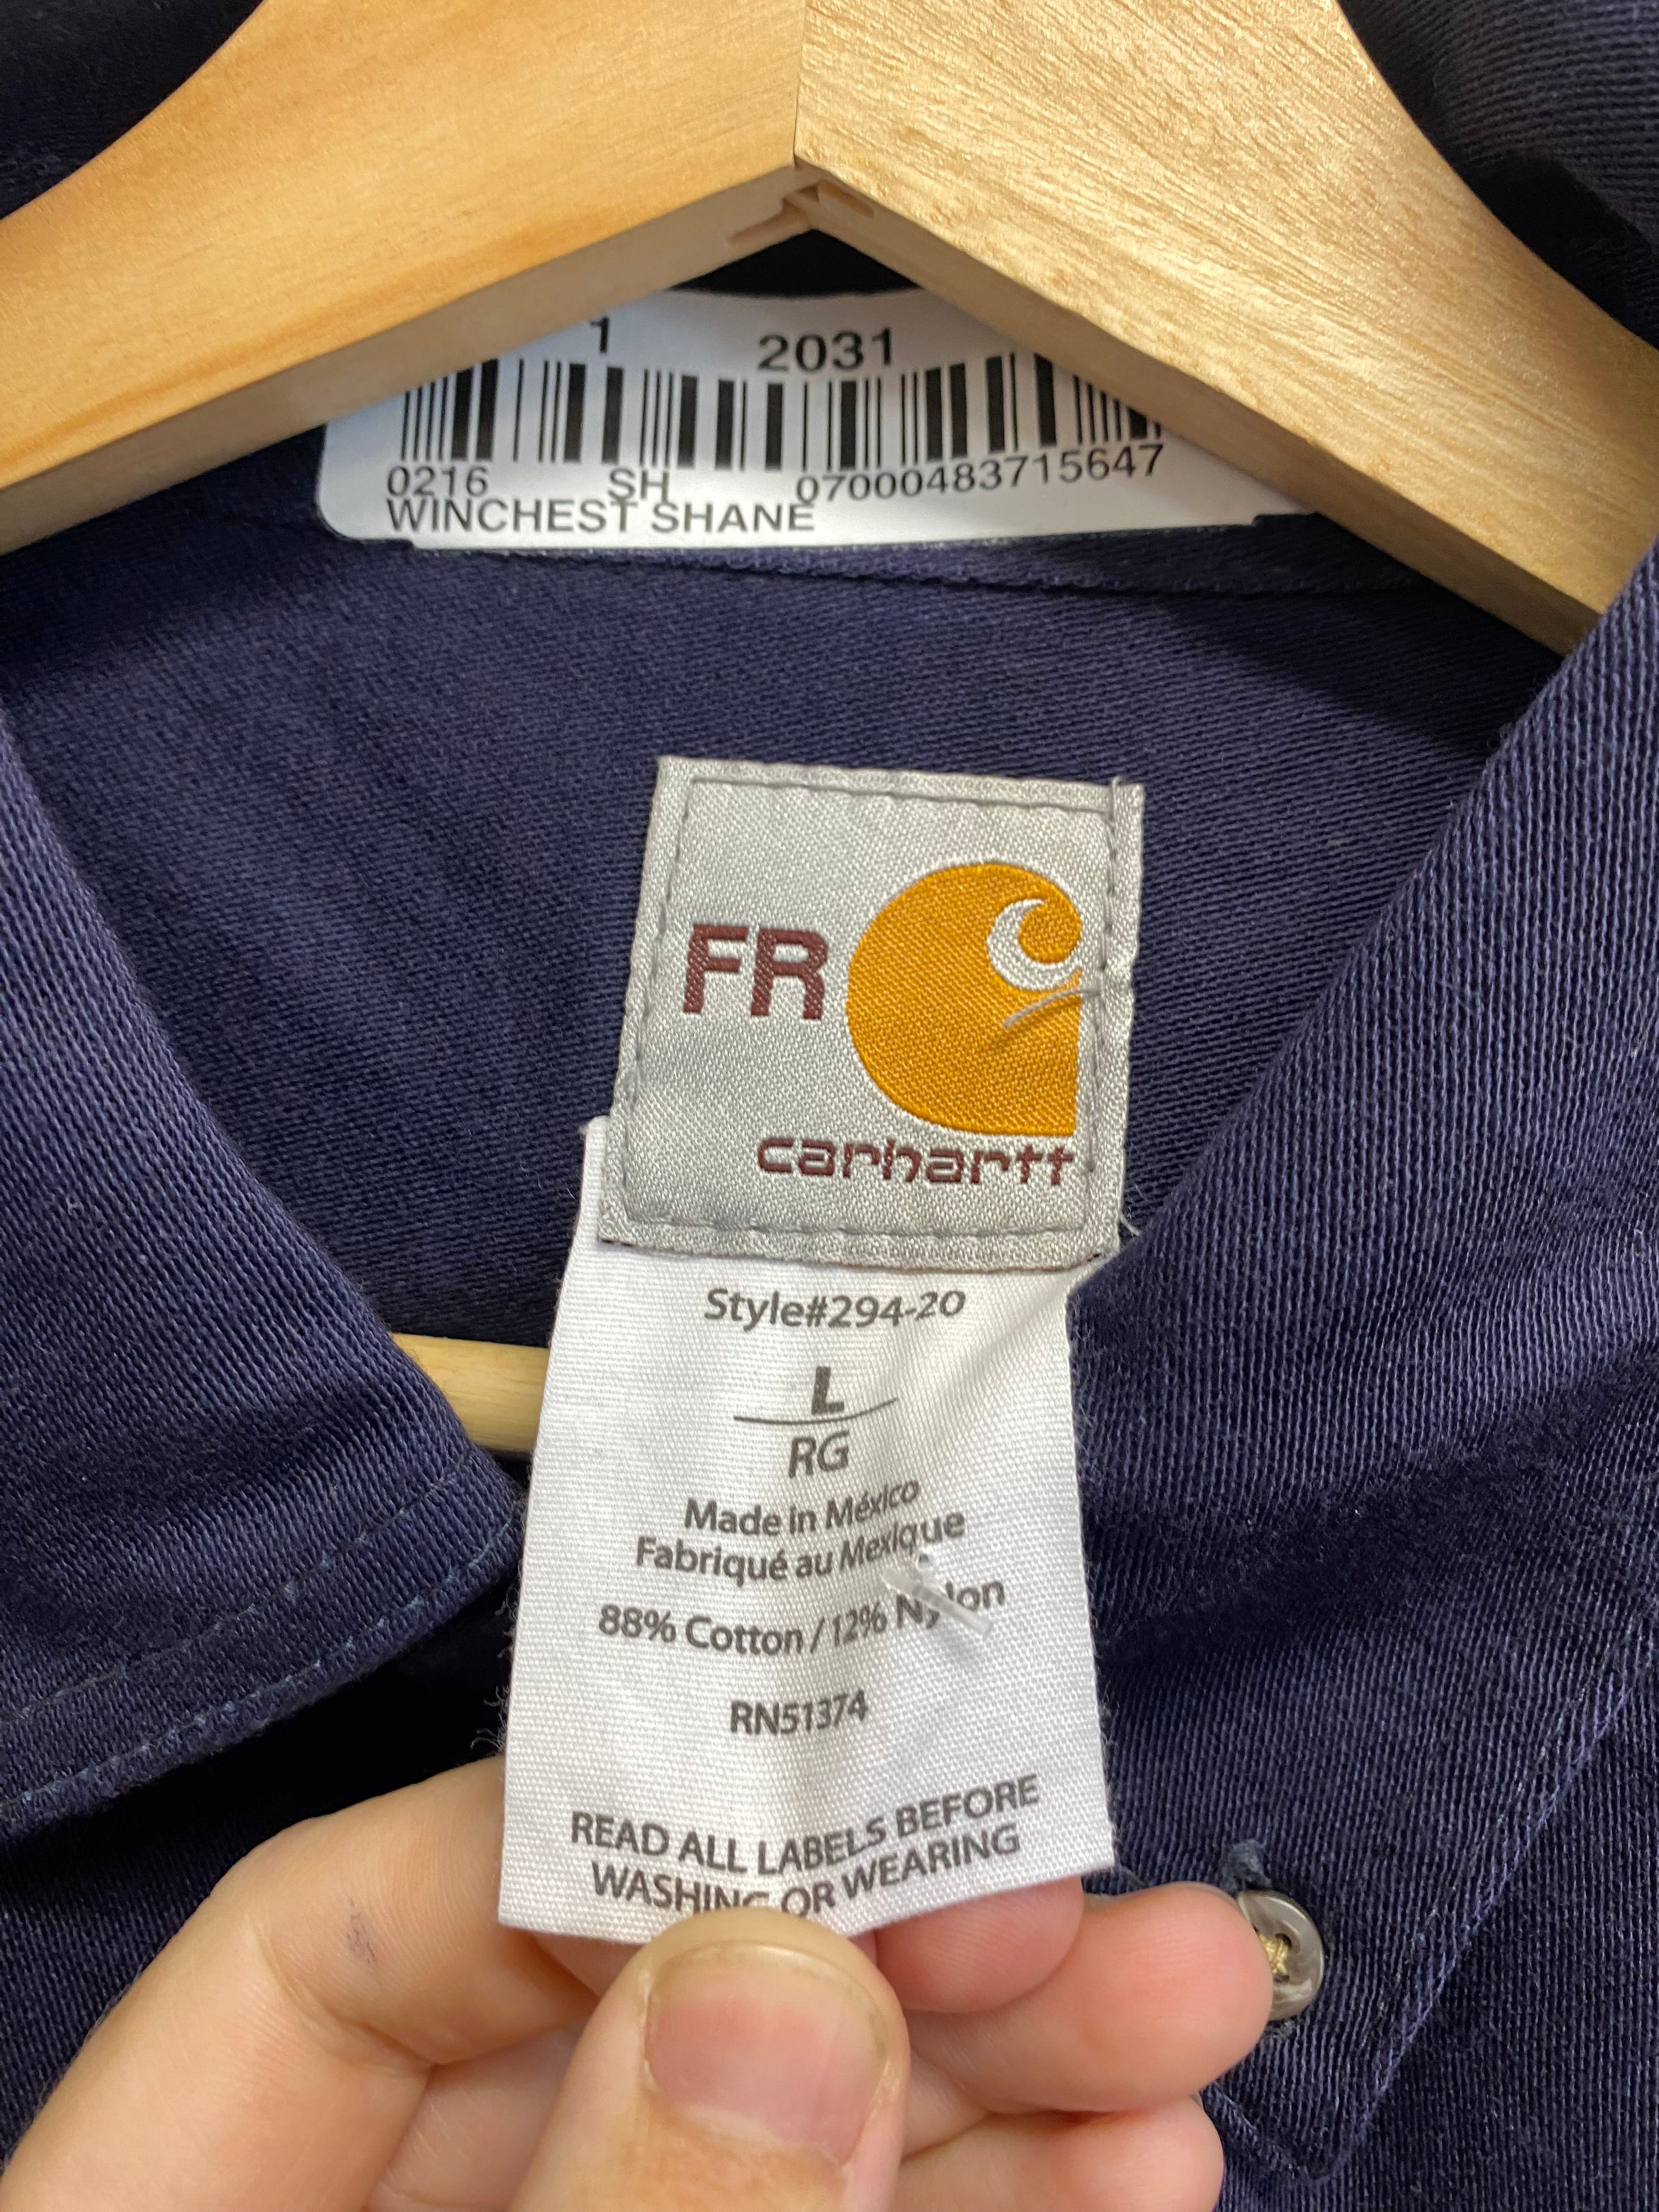 1 2031
0216 SH 07000483715647
WINCHEST SHANE
FR
carhartt
Style#294-20
L
RG
Made in México
Fabriqué au Mexique
88% Cotton / 12% Nylon
RN51374
READ ALL LABELS BEFORE
WASHING OR WEARING